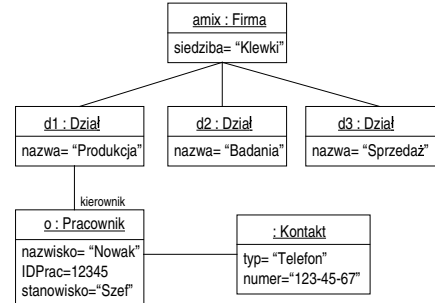 amix : Firma
siedziba= “Klewki”
d1 : Dział
nazwa= “Produkcja”
d2 : Dział
nazwa= “Badania”
d3 : Dział
nazwa= “Sprzedaż”
kierownik
o : Pracownik
nazwisko= “Nowak”
IDPrac=12345
stanowisko=“Szef”
: Kontakt
typ= “Telefon”
numer=“123-45-67”